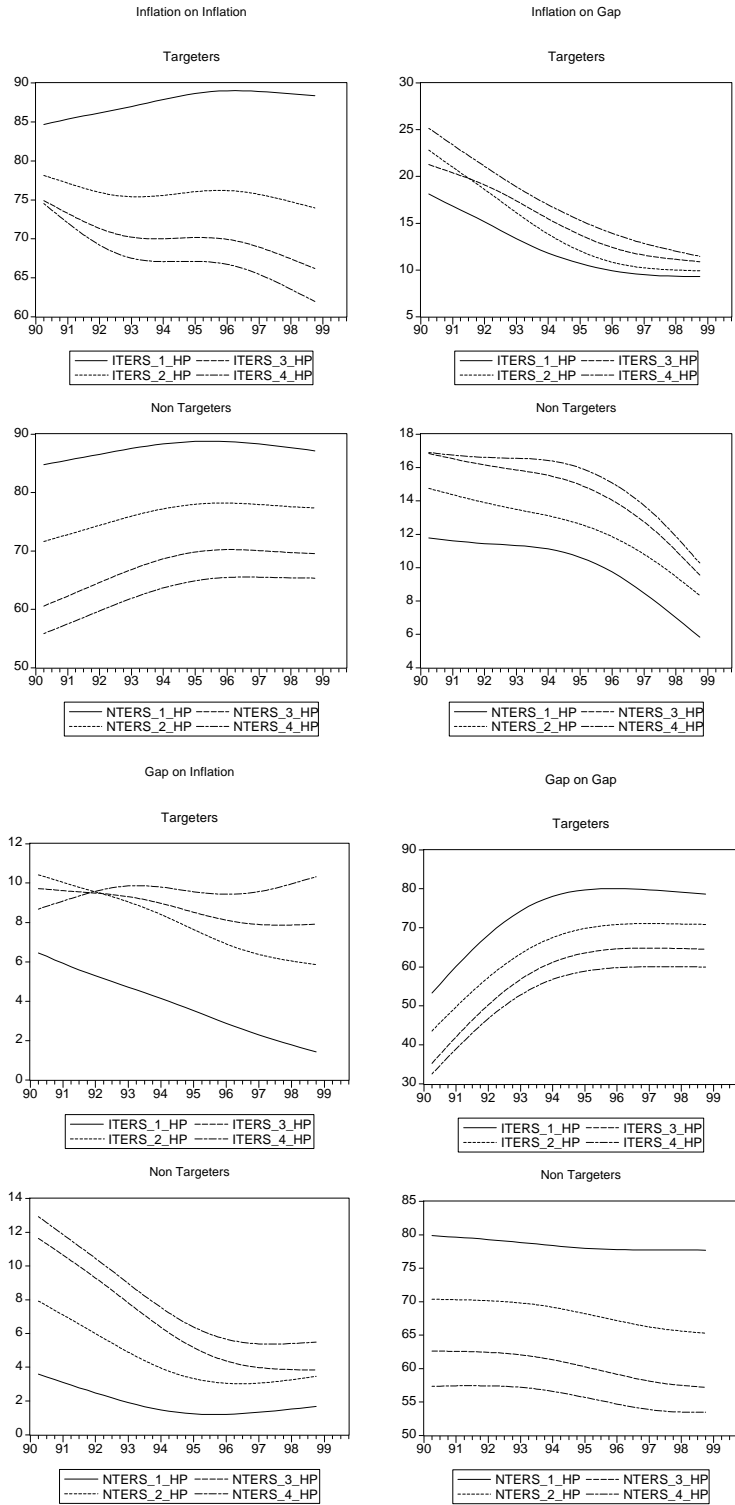 Inflation on Inflation
Targeters
90
85
80
75
70
65
60
90 91 92 93 94 95 96 97 98 99
ITERS_1_HP ITERS_3_HP
ITERS_2_HP ITERS_4_HP
Inflation on Gap
Targeters
30
25
20
15
10
5
90 91 92 93 94 95 96 97 98 99
ITERS_1_HP ITERS_3_HP
ITERS_2_HP ITERS_4_HP
Non Targeters
90
80
70
60
50
90 91 92 93 94 95 96 97 98 99
NTERS_1_HP NTERS_3_HP
NTERS_2_HP NTERS_4_HP
Non Targeters
18
16
14
12
10
8
6
4
90 91 92 93 94 95 96 97 98 99
NTERS_1_HP NTERS_3_HP
NTERS_2_HP NTERS_4_HP
Gap on Inflation
Targeters
12
10
8
6
4
2
0
90 91 92 93 94 95 96 97 98 99
ITERS_1_HP ITERS_3_HP
ITERS_2_HP ITERS_4_HP
Gap on Gap
Targeters
90
80
70
60
50
40
30
90 91 92 93 94 95 96 97 98 99
ITERS_1_HP ITERS_3_HP
ITERS_2_HP ITERS_4_HP
Non Targeters
14
12
10
8
6
4
2
0
90 91 92 93 94 95 96 97 98 99
NTERS_1_HP NTERS_3_HP
NTERS_2_HP NTERS_4_HP
Non Targeters
85
80
75
70
65
60
55
50
90 91 92 93 94 95 96 97 98 99
NTERS_1_HP NTERS_3_HP
NTERS_2_HP NTERS_4_HP